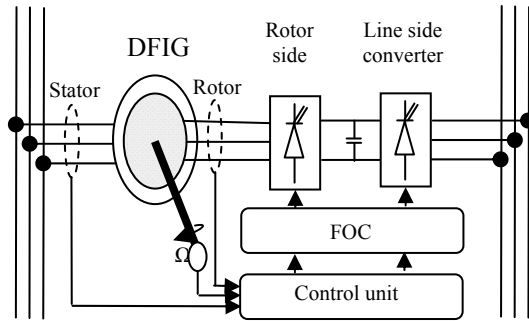 DFIG
Rotor
side
Line side
converter
Stator
Rotor
Ω
FOC
Control unit